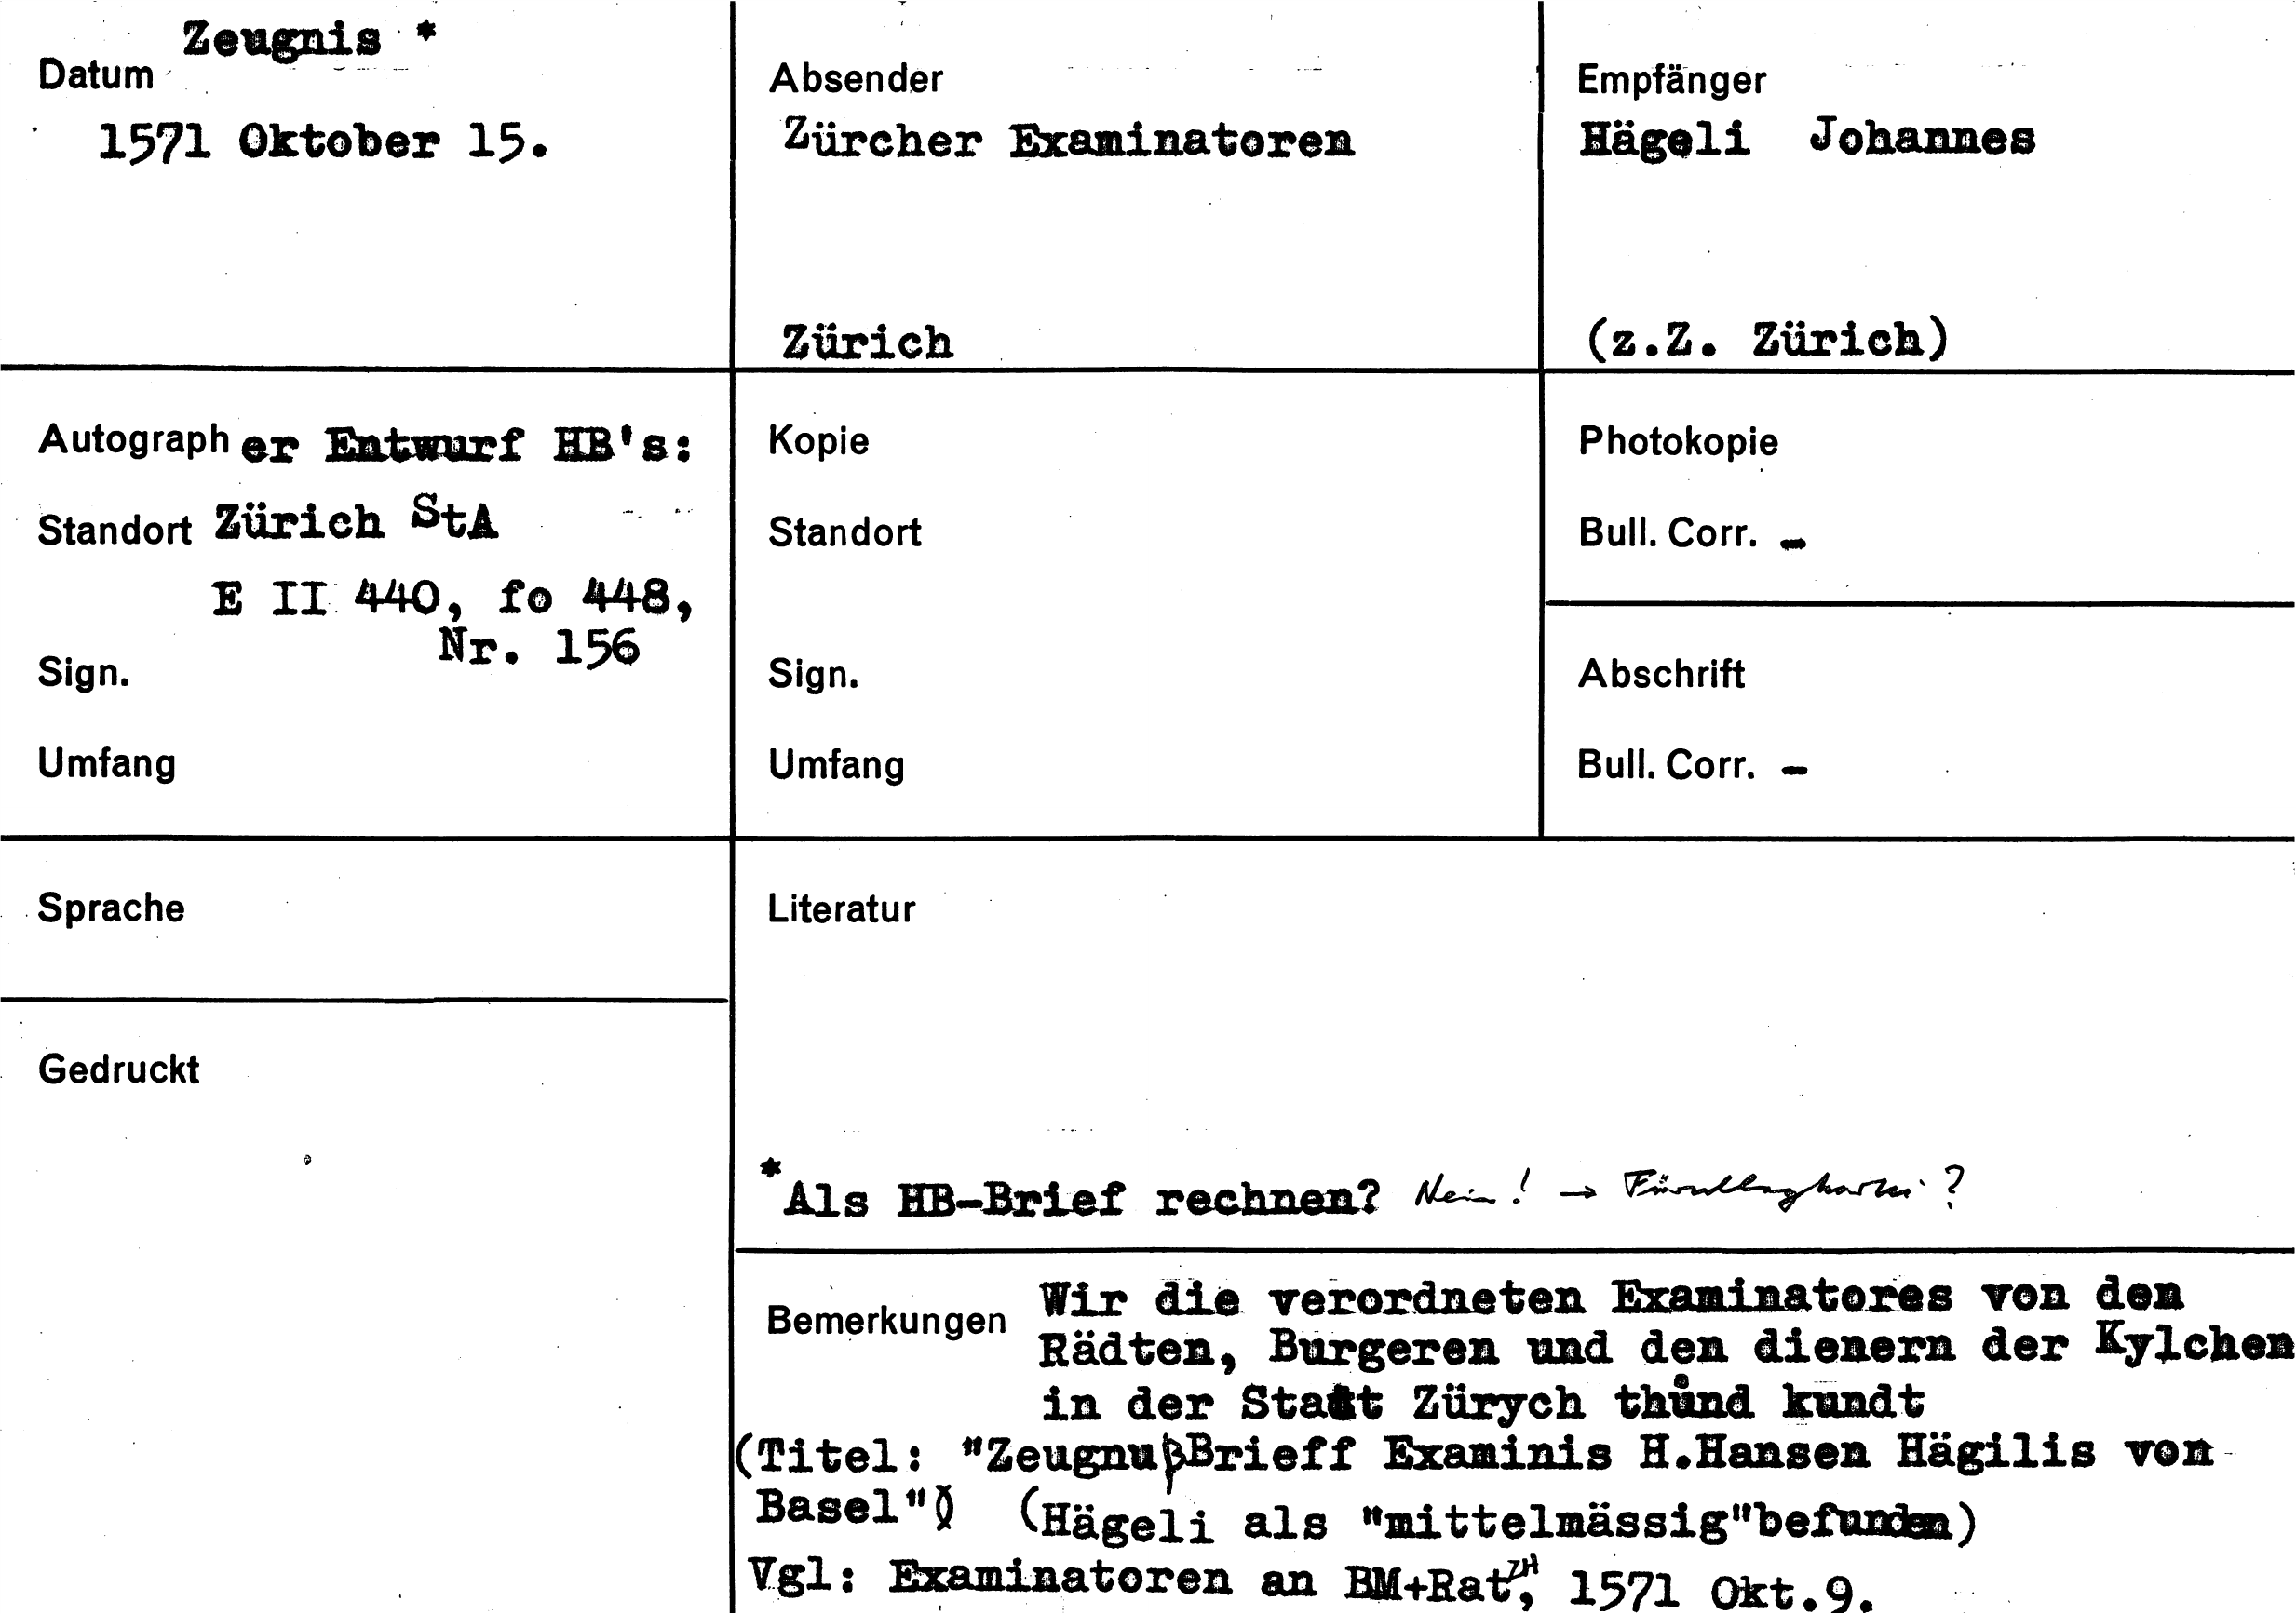 Zeugnis *
Datum
1571 Oktober 15.
Absender
Zürcher Examinatoren
Zürich
Empfänger
Hägeli Johannes
(z.Z. Zürich)
Autographer Entwurf HB's:
Standort Zürich StA
E II 440, fo 448,
Nr. 156
Sign.
Umfang
Kopie
Standort
Sign.
Umfang
Photokopie
Bull. Corr. -
Abschrift
Bull. Corr. -
Sprache
Gedruckt
Literatur
*Als HB-Brief rechnen? Nein! →
Bemerkungen Wir die verordneten Examinatores von den
Rädten, Burgeren und den dienern der Kylchen
in der Statt Zürych thůnd kundt
(Titel: "Zeugnuß Brieff Examinis H.Hansen Hägilis von
Basel") (Hägeli als "mittelmässig"befunden)
Vgl: Examinatoren an BM+Rat ZH, 1571 Okt.9.